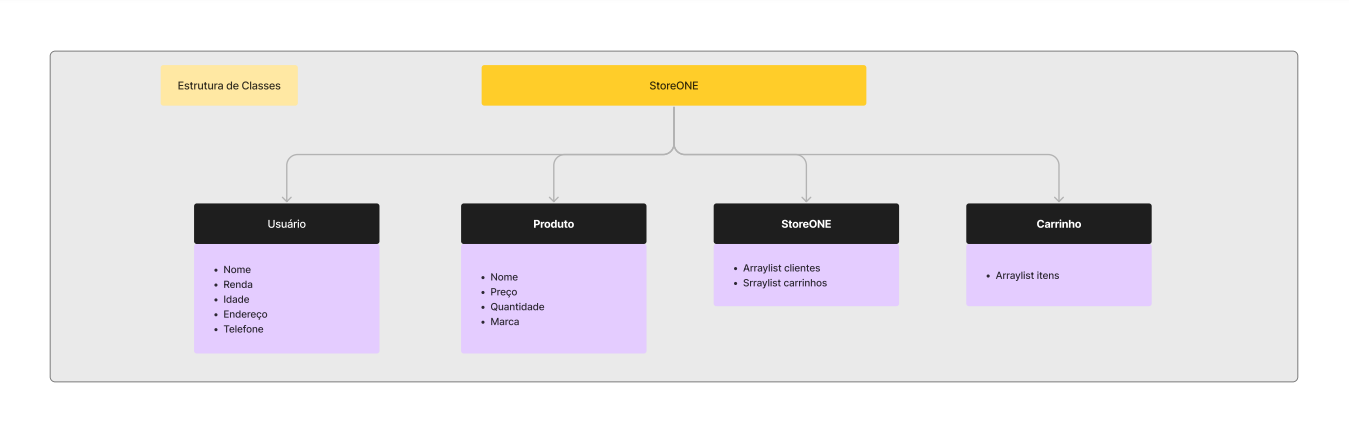 Estrutura de Classes
StoreONE
Usuário
Nome
Renda
Idade
Endereço
Telefone
Produto
Nome
Preço
Quantidade
Marca
StoreONE
Arraylist clientes
Srraylist carrinhos
Carrinho
Arraylist itens